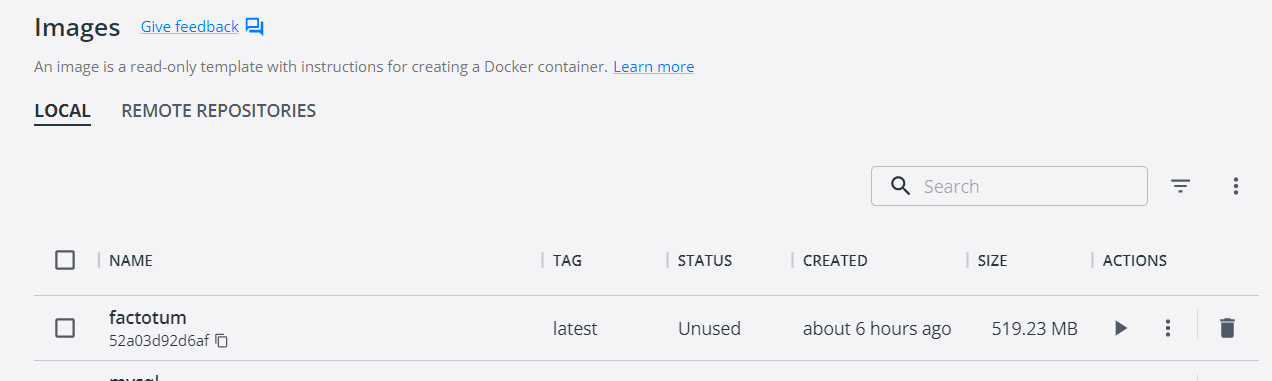 Images Give feedback
An image is a read-only template with instructions for creating a Docker container. Learn more
LOCAL REMOTE REPOSITORIES
Search
NAME TAG STATUS CREATED SIZE ACTIONS
factotum latest Unused about 6 hours ago 519.23 MB
52a03d92d6af